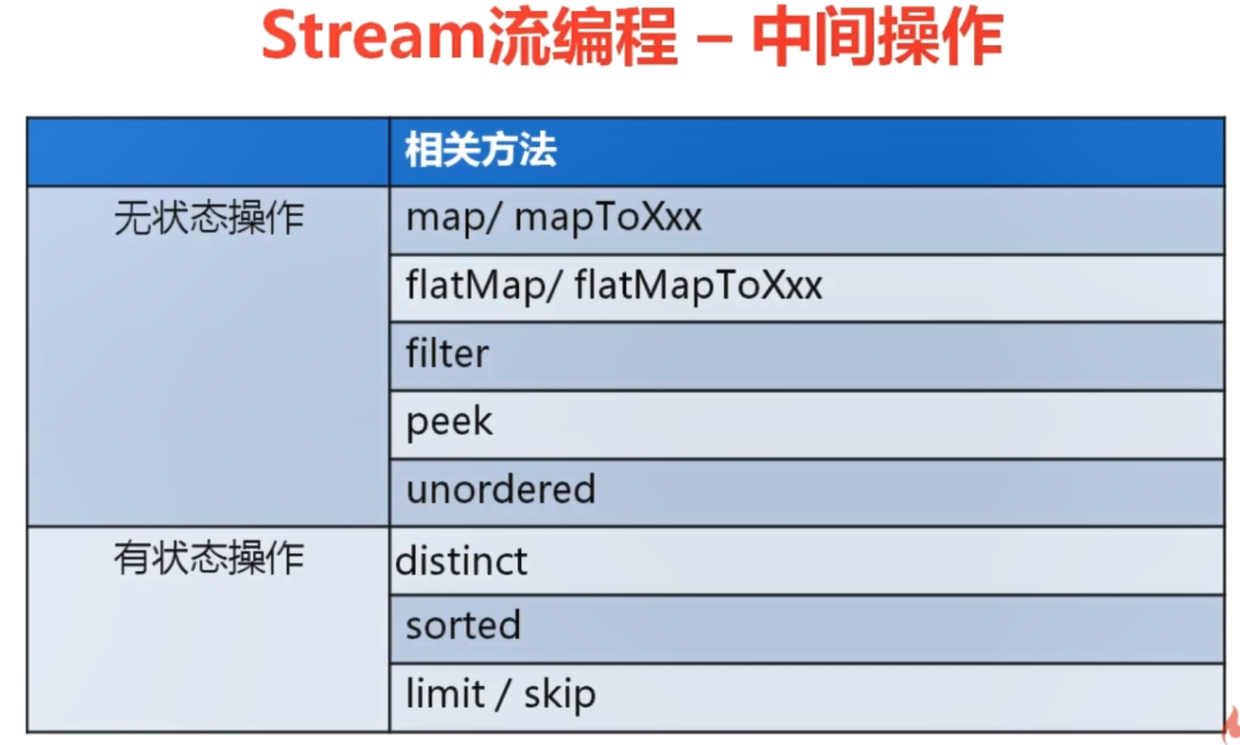 Stream流编程 – 中间操作
相关方法
无状态操作
map/ mapToXxx
flatMap/ flatMapToXxx
filter
peek
unordered
有状态操作
distinct
sorted
limit / skip